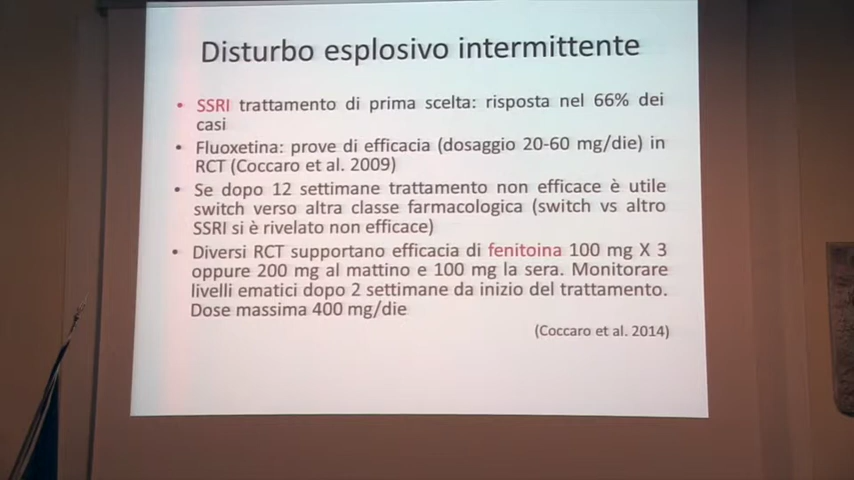 Disturbo esplosivo intermittente
• SSRI trattamento di prima scelta: risposta nel 66% dei
casi
• Fluoxetina: prove di efficacia (dosaggio 20-60 mg/die) in
RCT (Coccaro et al. 2009)
• Se dopo 12 settimane trattamento non efficace è utile
switch verso altra classe farmacologica (switch vs altro
SSRI si è rivelato non efficace)
• Diversi RCT supportano efficacia di fenitoina 100 mg X 3
oppure 200 mg al mattino e 100 mg la sera. Monitorare
livelli ematici dopo 2 settimane da inizio del trattamento.
Dose massima 400 mg/die
(Coccaro et al. 2014)